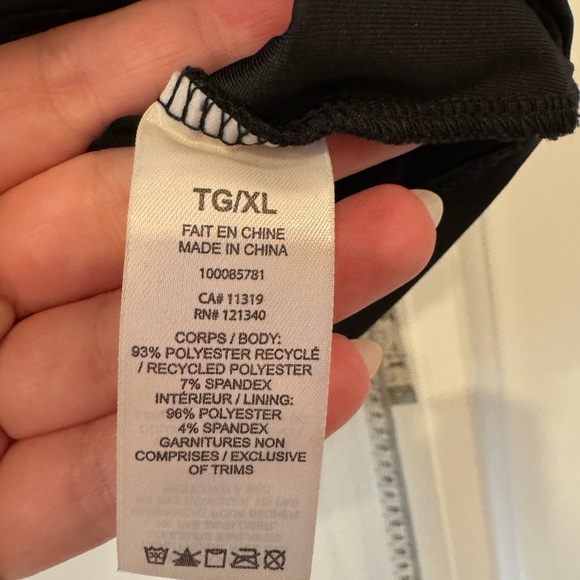 TG/XL
FAIT EN CHINE
MADE IN CHINA
100085781
CA# 11319
RN# 121340
CORPS / BODY:
93% POLYESTER RECYCLÉ
/ RECYCLED POLYESTER
7% SPANDEX
INTÉRIEUR / LINING:
96% POLYESTER
4% SPANDEX
GARNITURES NON
COMPRISES / EXCLUSIVE
OF TRIMS